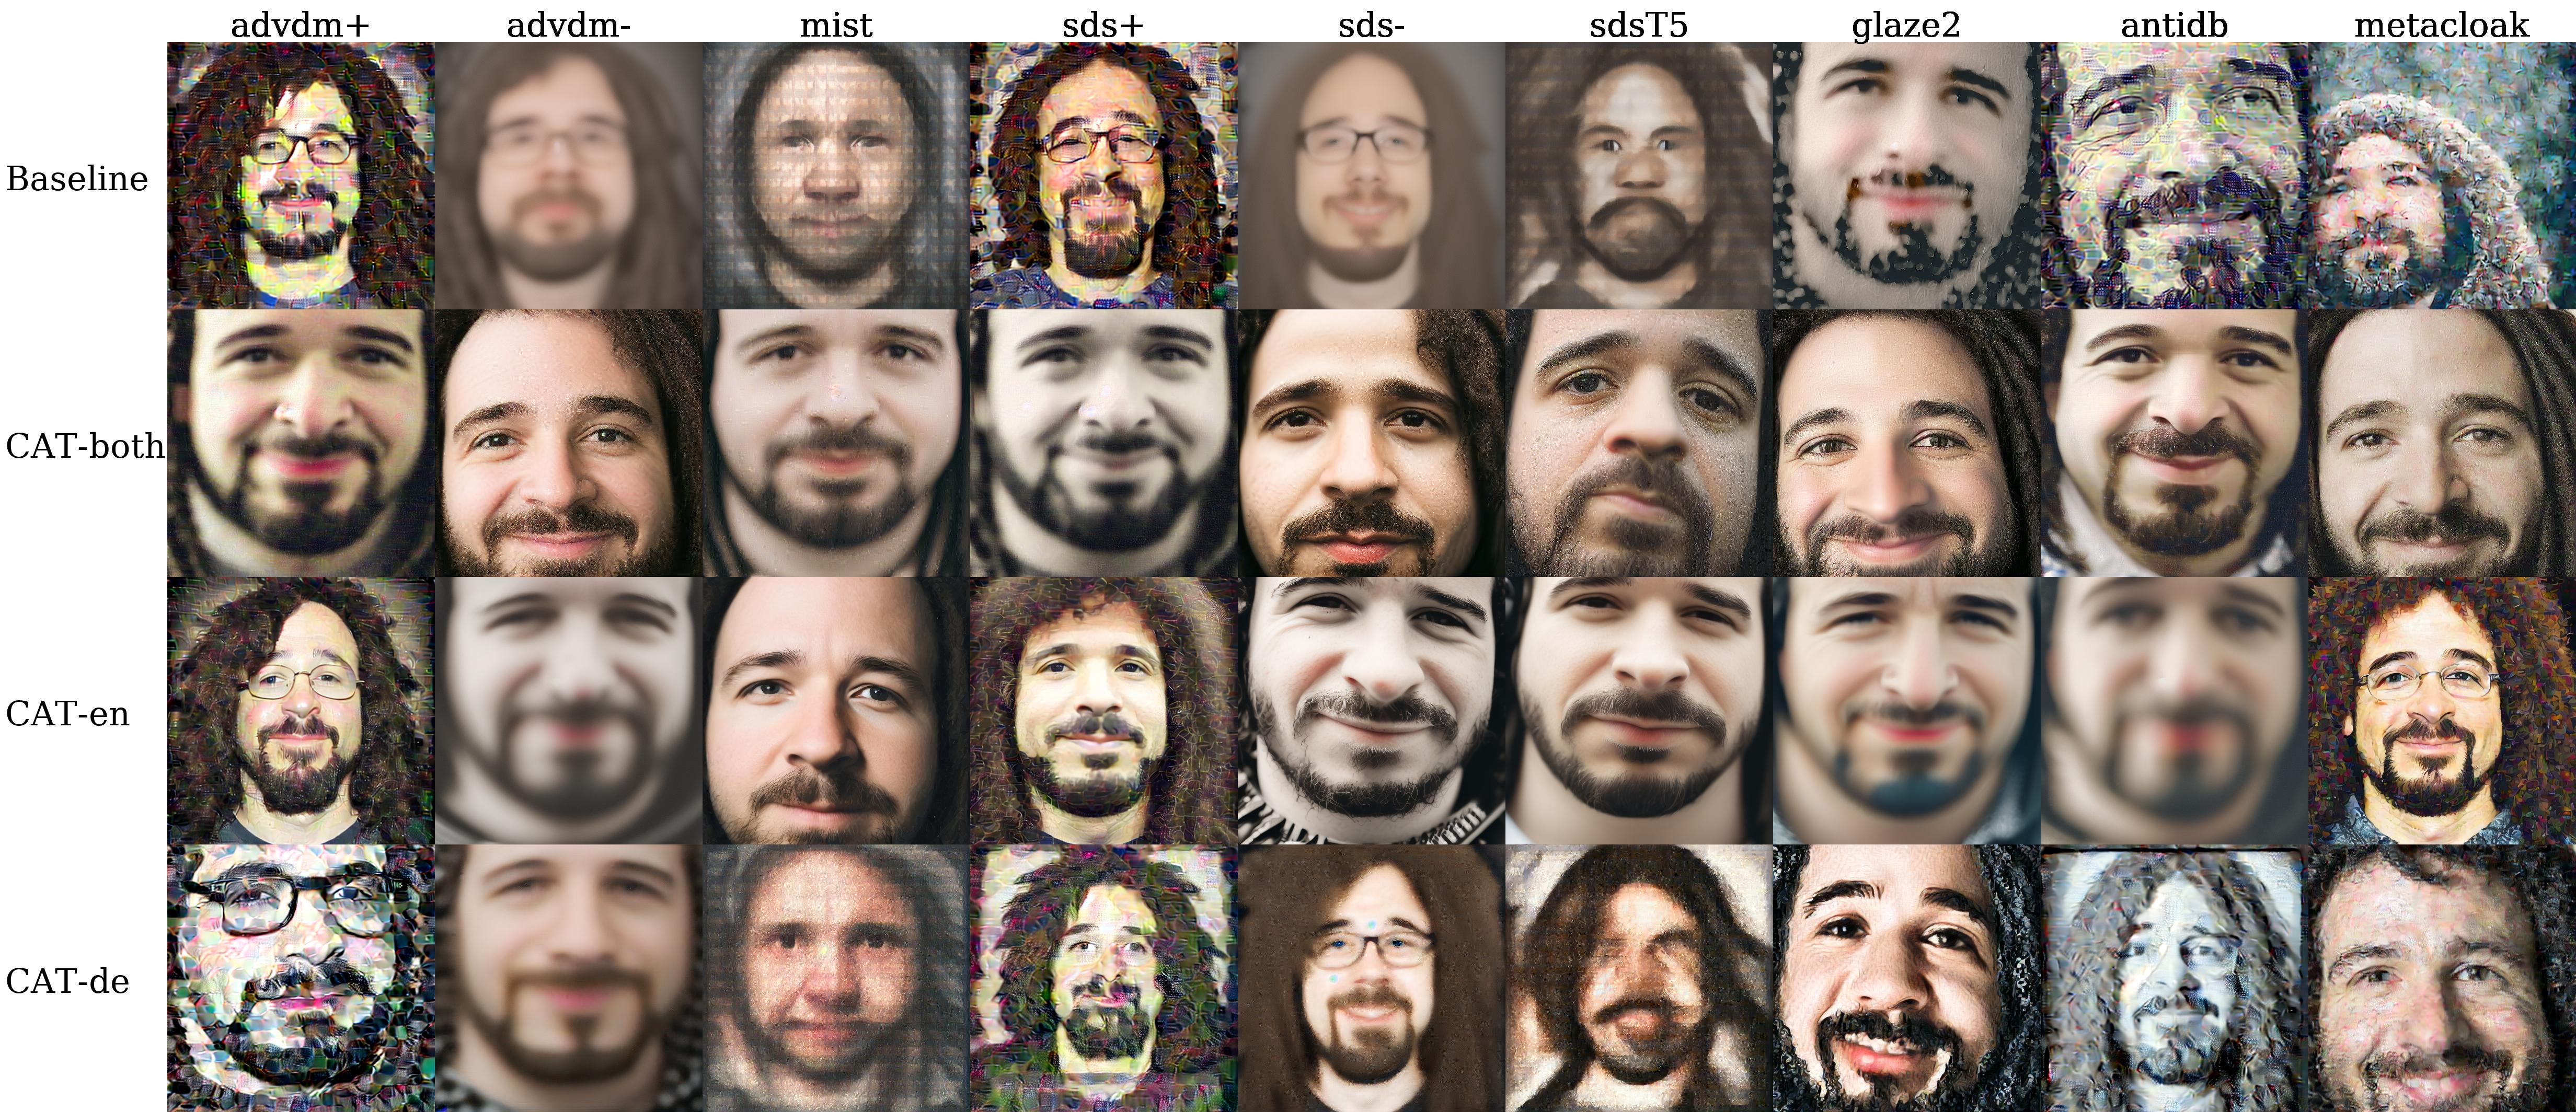 advdm+ advdm- mist sds+ sds- sdsT5 glaze2 antidb metacloak
Baseline
CAT-both
CAT-en
CAT-de